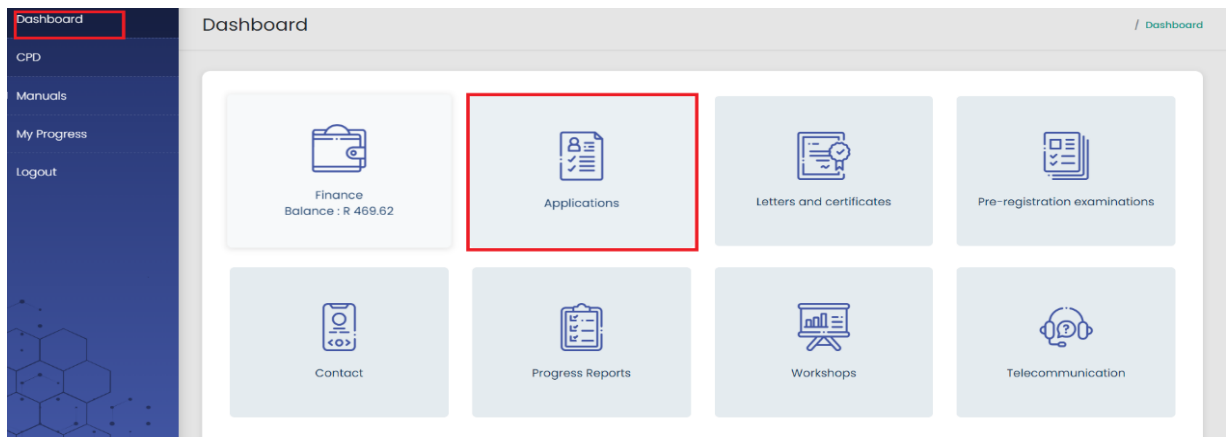 Dashboard
CPD
Manuals
My Progress
Logout
Dashboard
/ Dashboard
Finance
Balance : R 469.62
Applications
Letters and certificates
Pre-registration examinations
Contact
Progress Reports
Workshops
Telecommunication